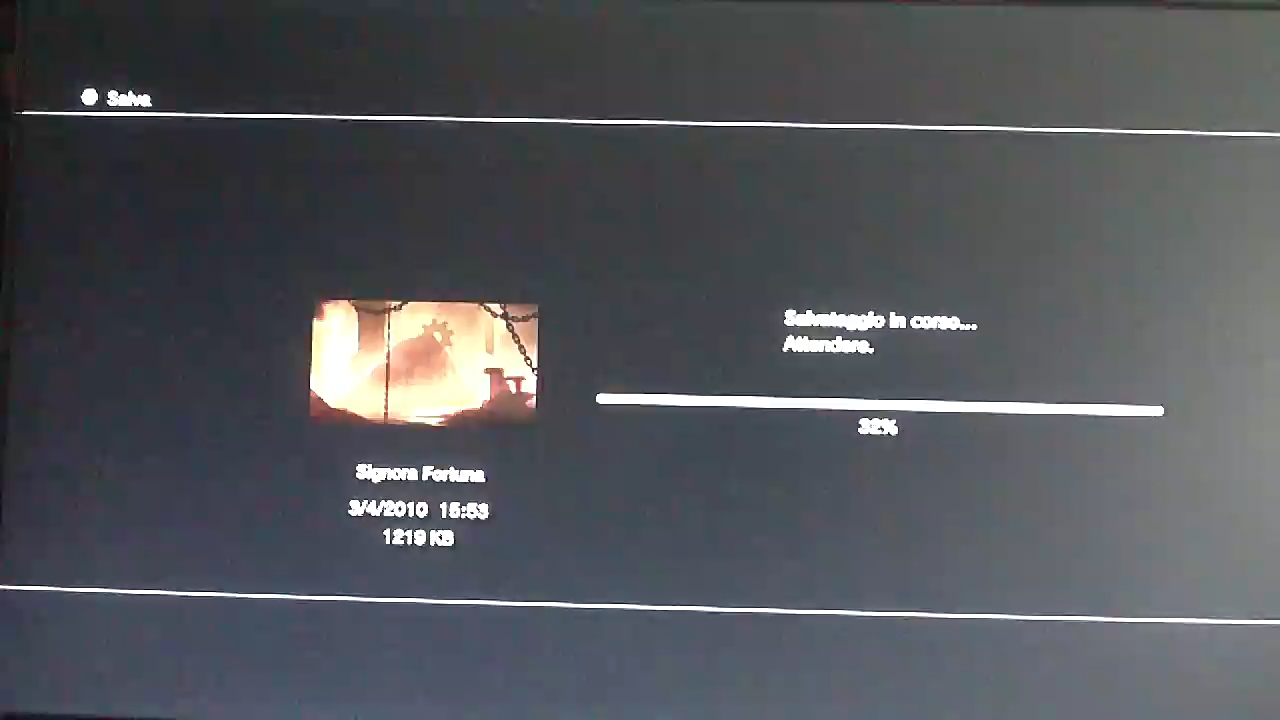 Salva
Salvataggio in corso...
Attendere.
32%
Signora Fortuna
3/4/2010 15:53
1219 KB